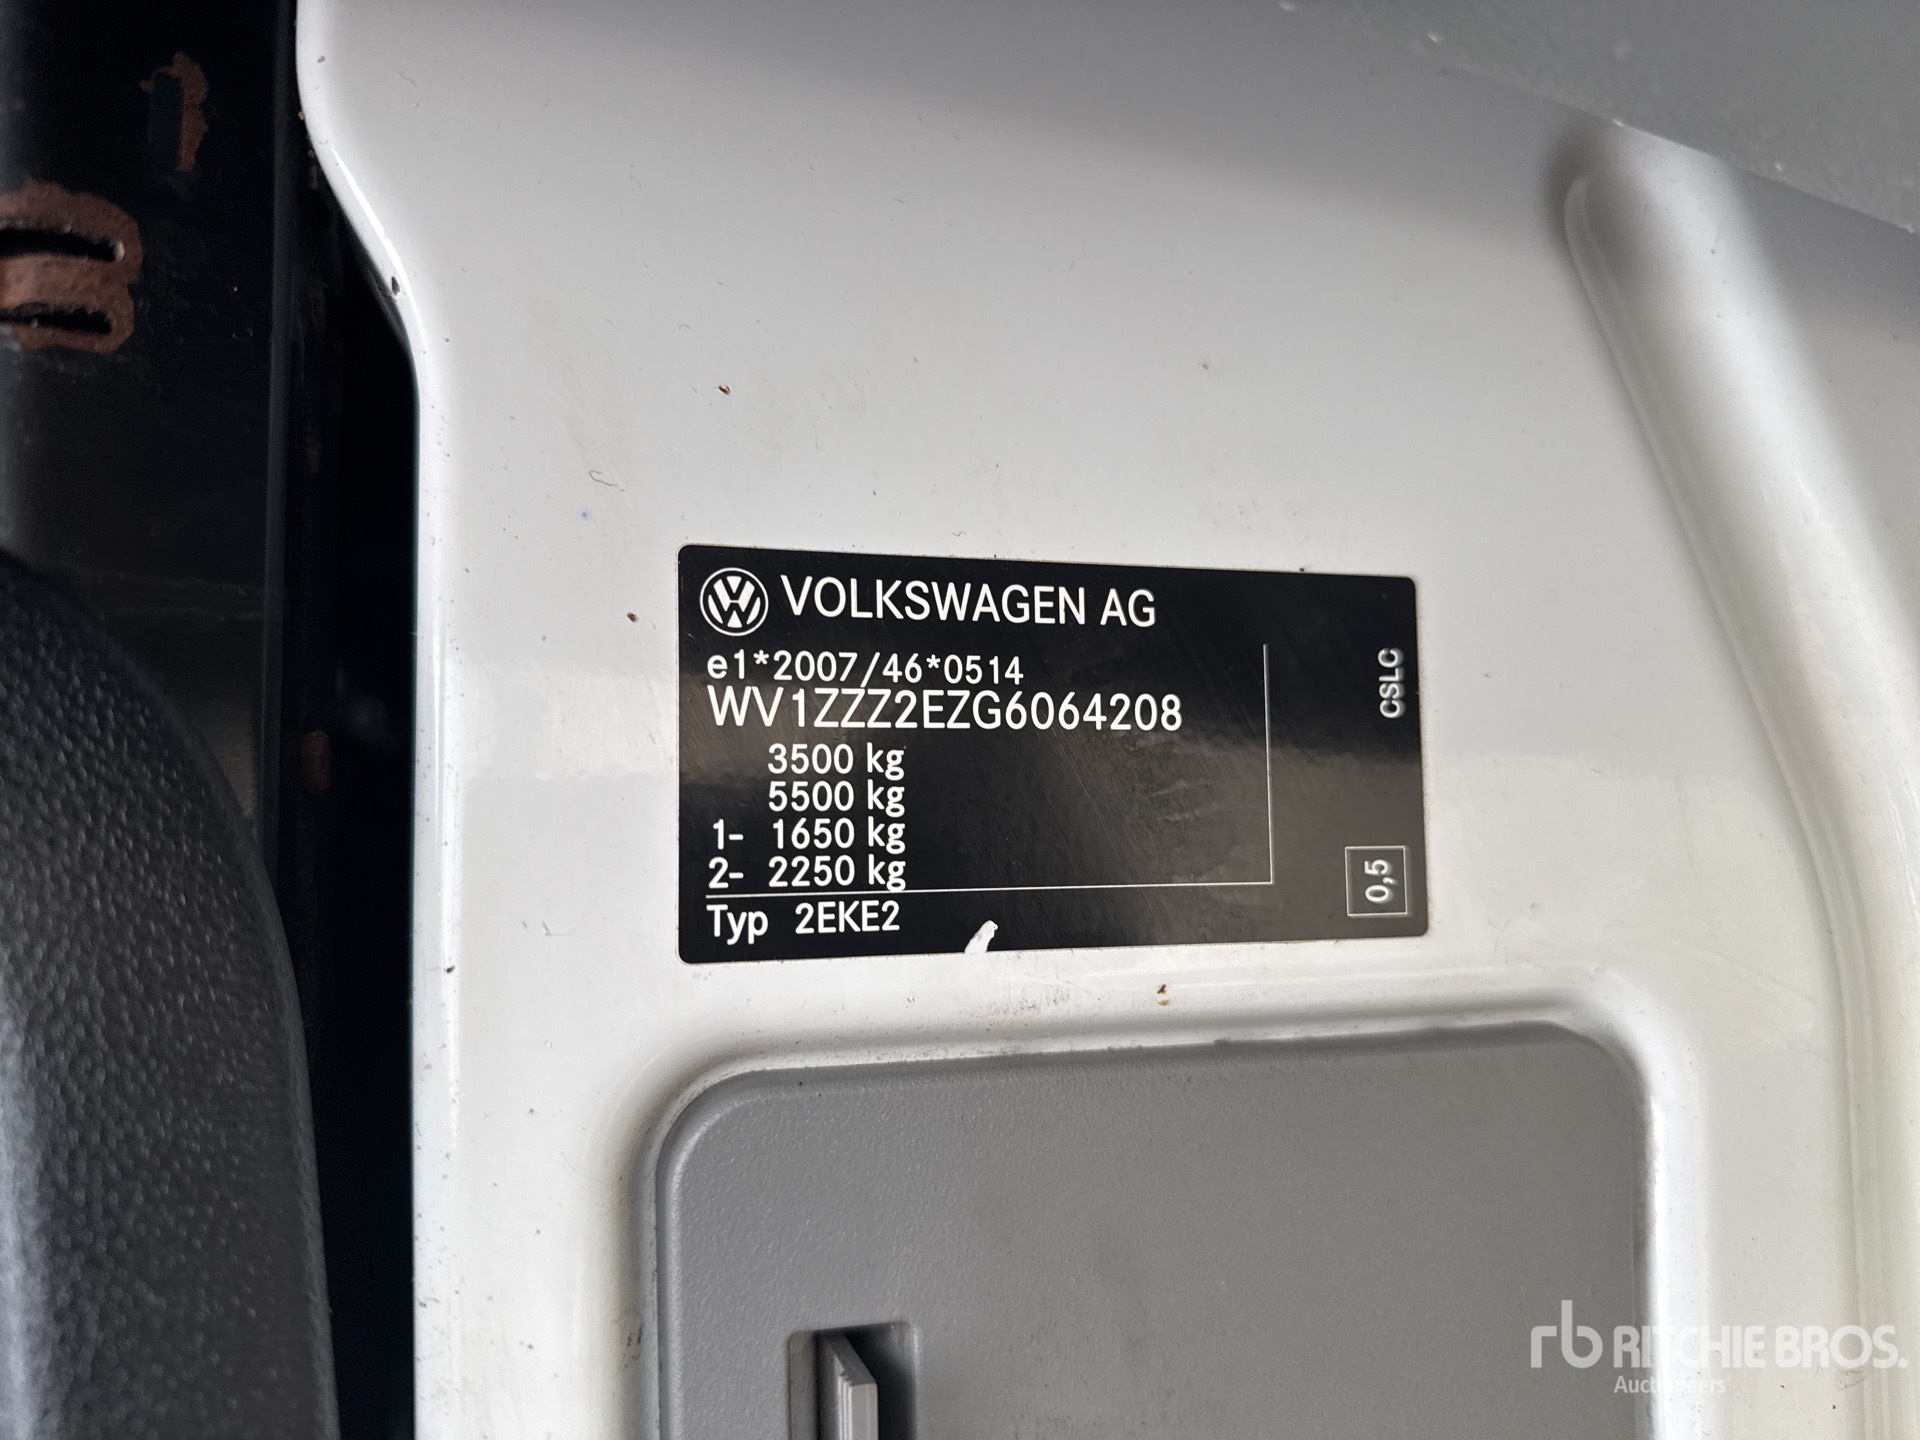 VOLKSWAGEN AG
e1*2007/46*0514
WV1ZZZ2EZG6064208
3500 kg
5500 kg
1- 1650 kg
2- 2250 kg
Typ 2EKE2
CSLC
0,5
rb RITCHIE BROS.
Auctioneers